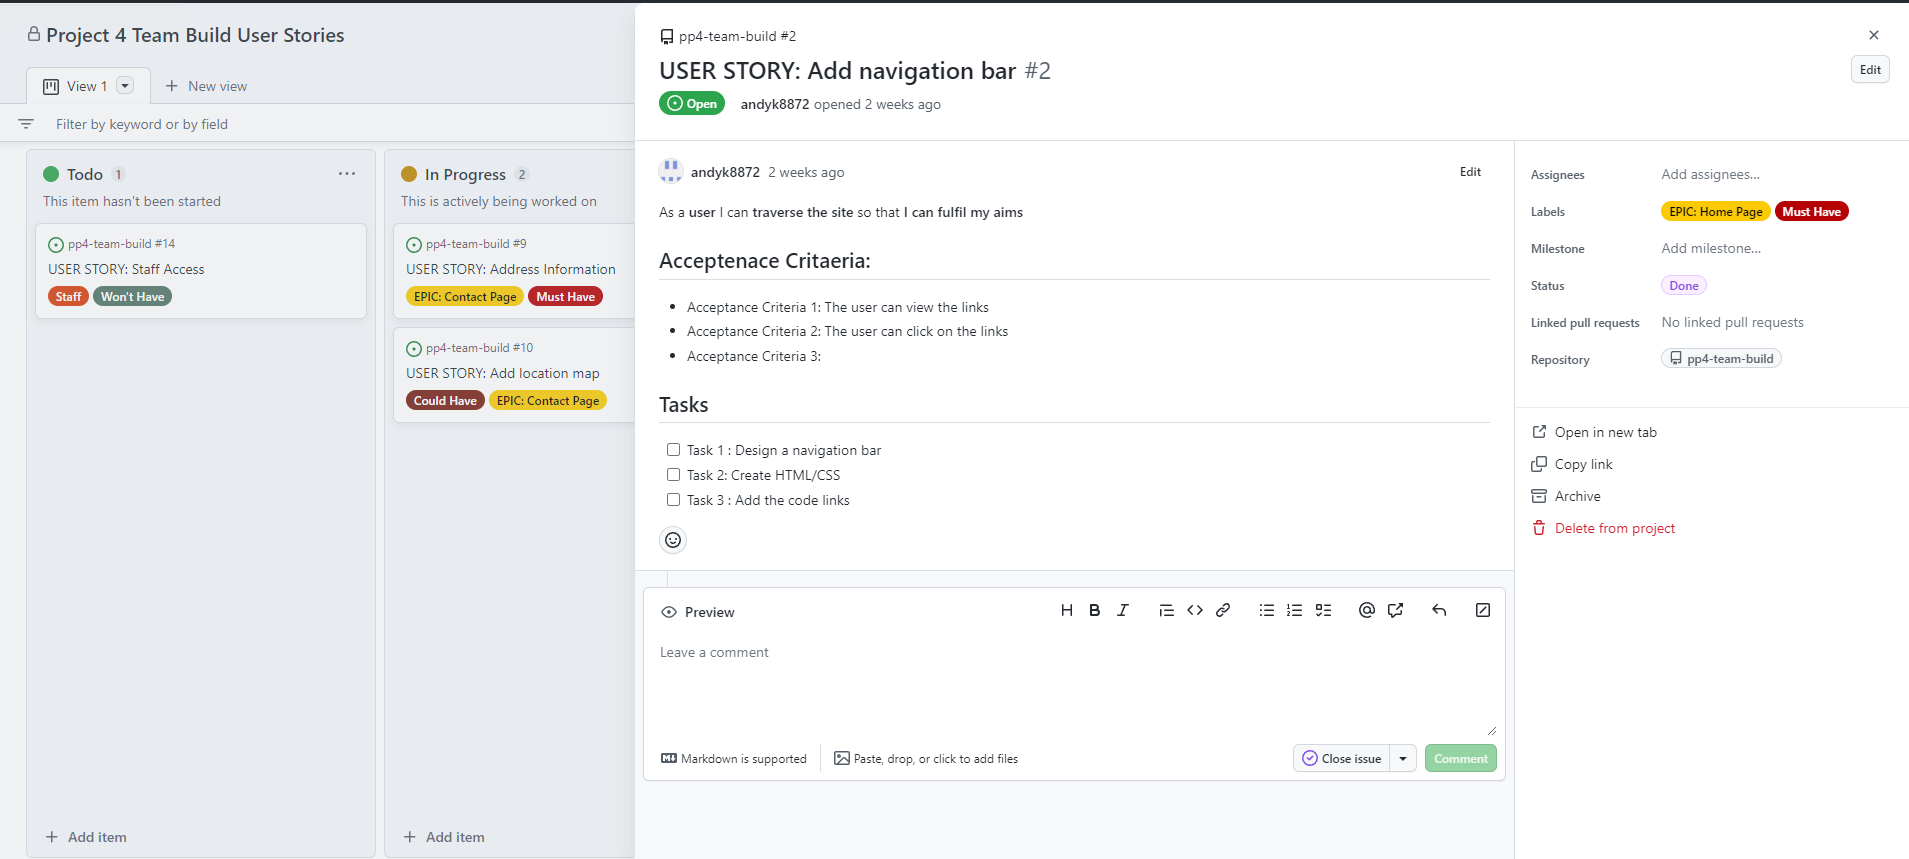 Project 4 Team Build User Stories
View 1
New view
Filter by keyword or by field
Todo 1
This item hasn't been started
pp4-team-build #14
USER STORY: Staff Access
Staff Won't Have
Add item
In Progress 2
This is actively being worked on
pp4-team-build #9
USER STORY: Address Information
EPIC: Contact Page Must Have
pp4-team-build #10
USER STORY: Add location map
Could Have EPIC: Contact Page
Add item
pp4-team-build #2
USER STORY: Add navigation bar #2
Edit
Open andyk8872 opened 2 weeks ago
andyk8872 2 weeks ago
Edit
As a user I can traverse the site so that I can fulfil my aims
Acceptenace Critaeria:
Acceptance Criteria 1: The user can view the links
Acceptance Criteria 2: The user can click on the links
Acceptance Criteria 3:
Tasks
Task 1 : Design a navigation bar
Task 2: Create HTML/CSS
Task 3 : Add the code links
Preview
Leave a comment
Markdown is supported
Paste, drop, or click to add files
Close issue
Comment
Assignees Add assignees...
Labels EPIC: Home Page Must Have
Milestone Add milestone...
Status Done
Linked pull requests No linked pull requests
Repository pp4-team-build
Open in new tab
Copy link
Archive
Delete from project